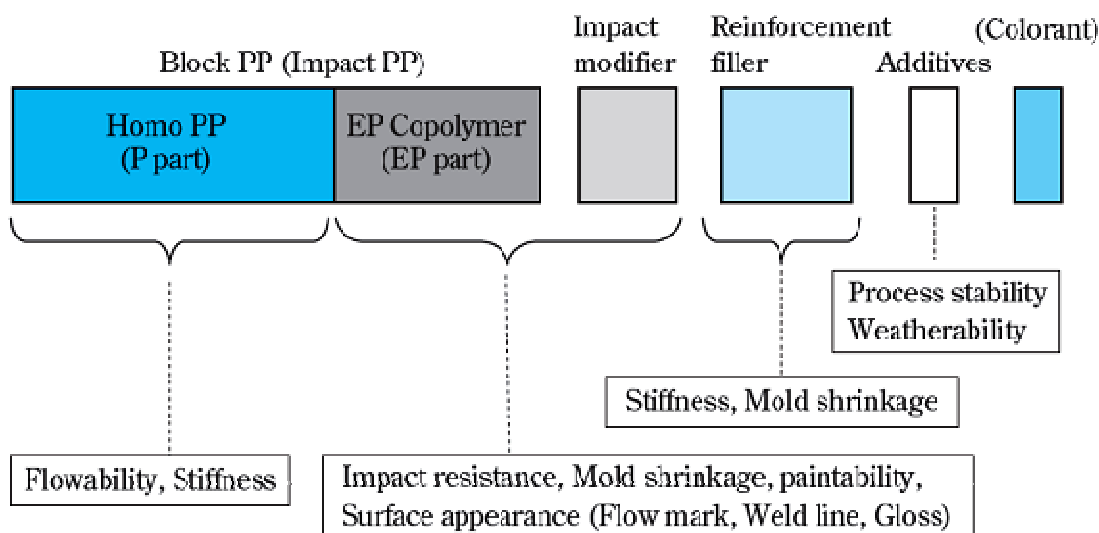 Block PP (Impact PP)
Impact
modifier
Reinforcement
filler
Additives
(Colorant)
Homo PP
(P part)
EP Copolymer
(EP part)
Process stability
Weatherability
Stiffness, Mold shrinkage
Flowability, Stiffness
Impact resistance, Mold shrinkage, paintability,
Surface appearance (Flow mark, Weld line, Gloss)